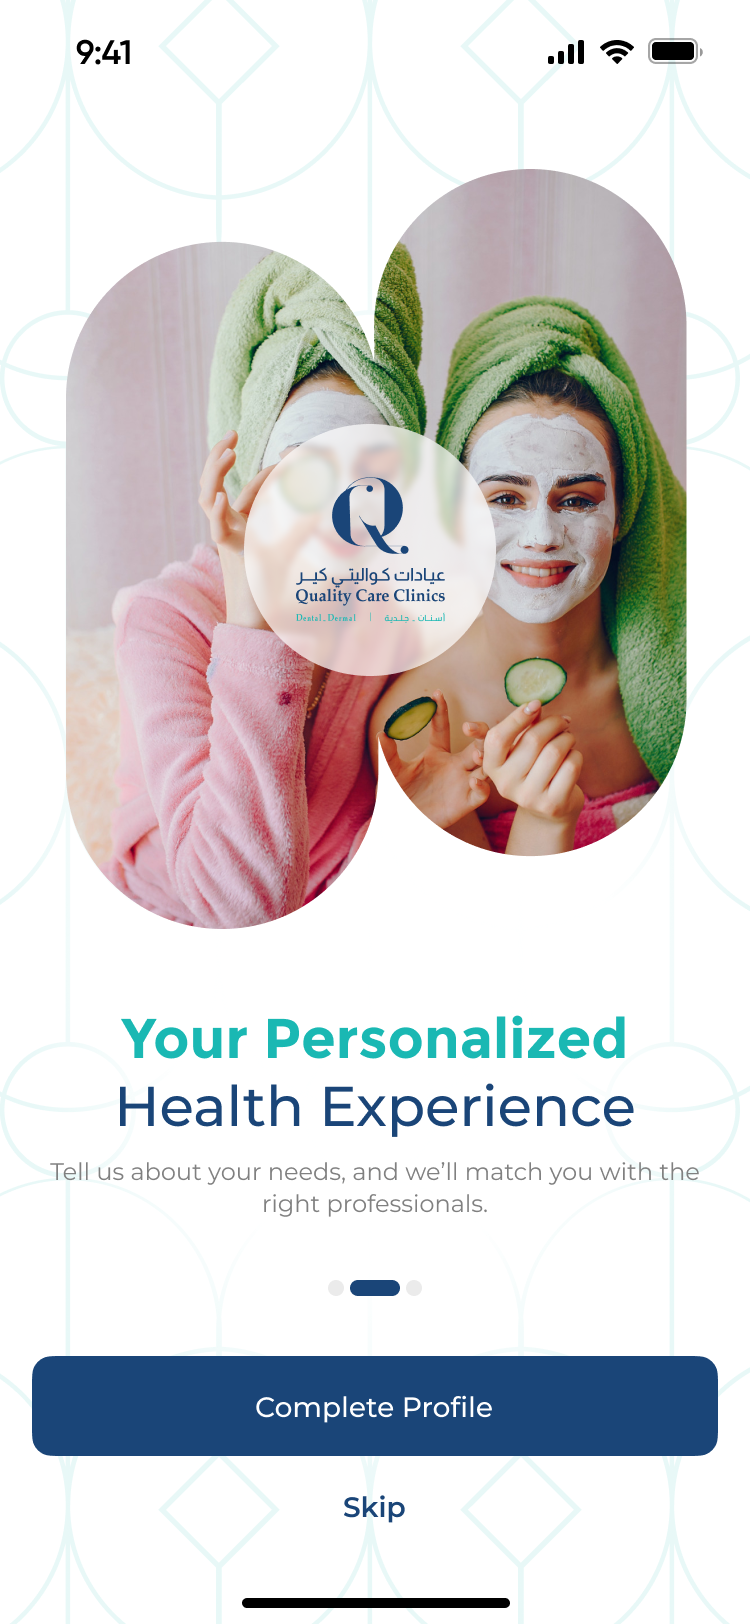 9:41
عيادات كواليتي كير
Quality Care Clinics
Dental . Dermal | أسنان . جلدية
Your Personalized
Health Experience
Tell us about your needs, and we’ll match you with the
right professionals.
Complete Profile
Skip